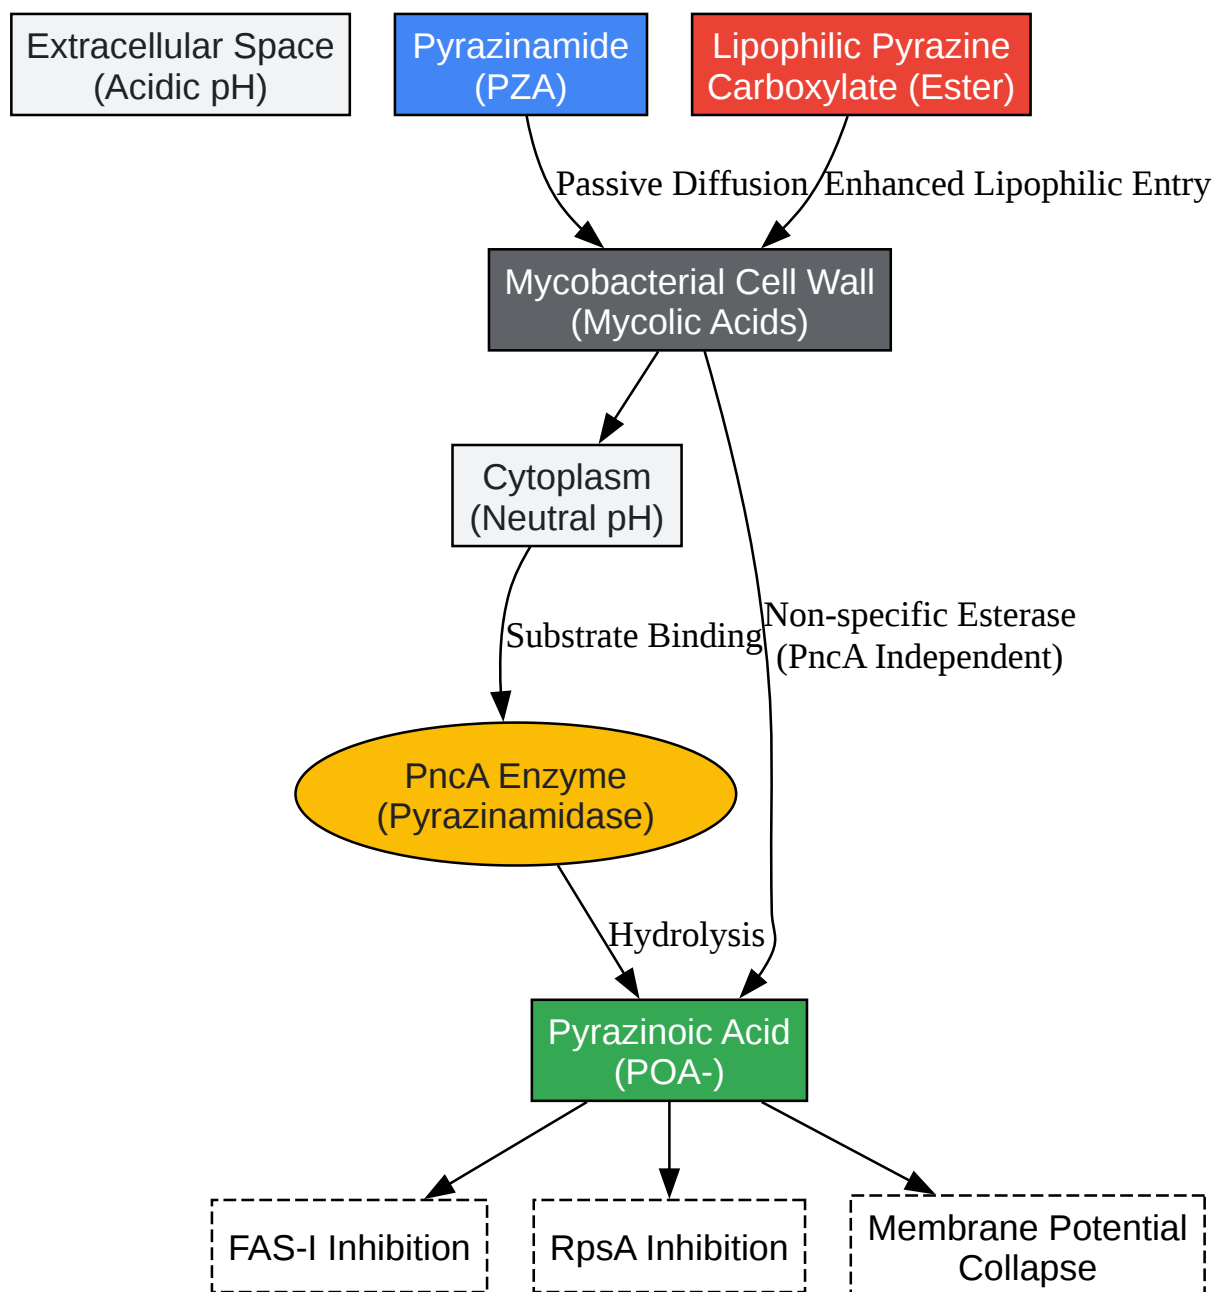 Extracellular Space
(Acidic pH)
Pyrazinamide
(PZA)
Lipophilic Pyrazine
Carboxylate (Ester)
Passive Diffusion
Enhanced Lipophilic Entry
Mycobacterial Cell Wall
(Mycolic Acids)
Cytoplasm
(Neutral pH)
Substrate Binding
Non-specific Esterase
(PncA Independent)
PncA Enzyme
(Pyrazinamidase)
Hydrolysis
Pyrazinoic Acid
(POA-)
FAS-I Inhibition
RpsA Inhibition
Membrane Potential
Collapse